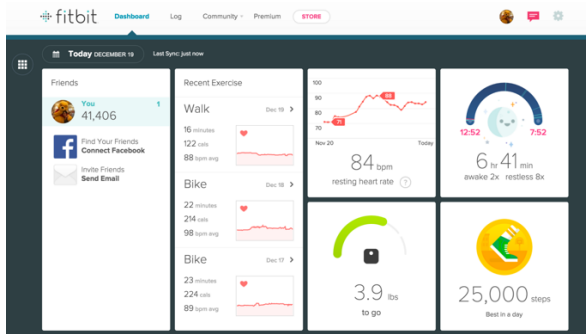 fitbit
Dashboard
Log
Community
Premium
STORE
Today DECEMBER 19
Last Sync: just now
Friends
You 1
41,406
Find Your Friends
Connect Facebook
Invite Friends
Send Email
Recent Exercise
Walk Dec 19
16 minutes
122 cals
88 bpm avg
Bike Dec 18
22 minutes
214 cals
98 bpm avg
Bike Dec 17
23 minutes
224 cals
89 bpm avg
100
90
80
70
71
Nov 20 Today
84 bpm
resting heart rate ?
12:52 7:52
6 hr 41 min
awake 2x restless 8x
3.9 lbs
to go
25,000 steps
Best in a day